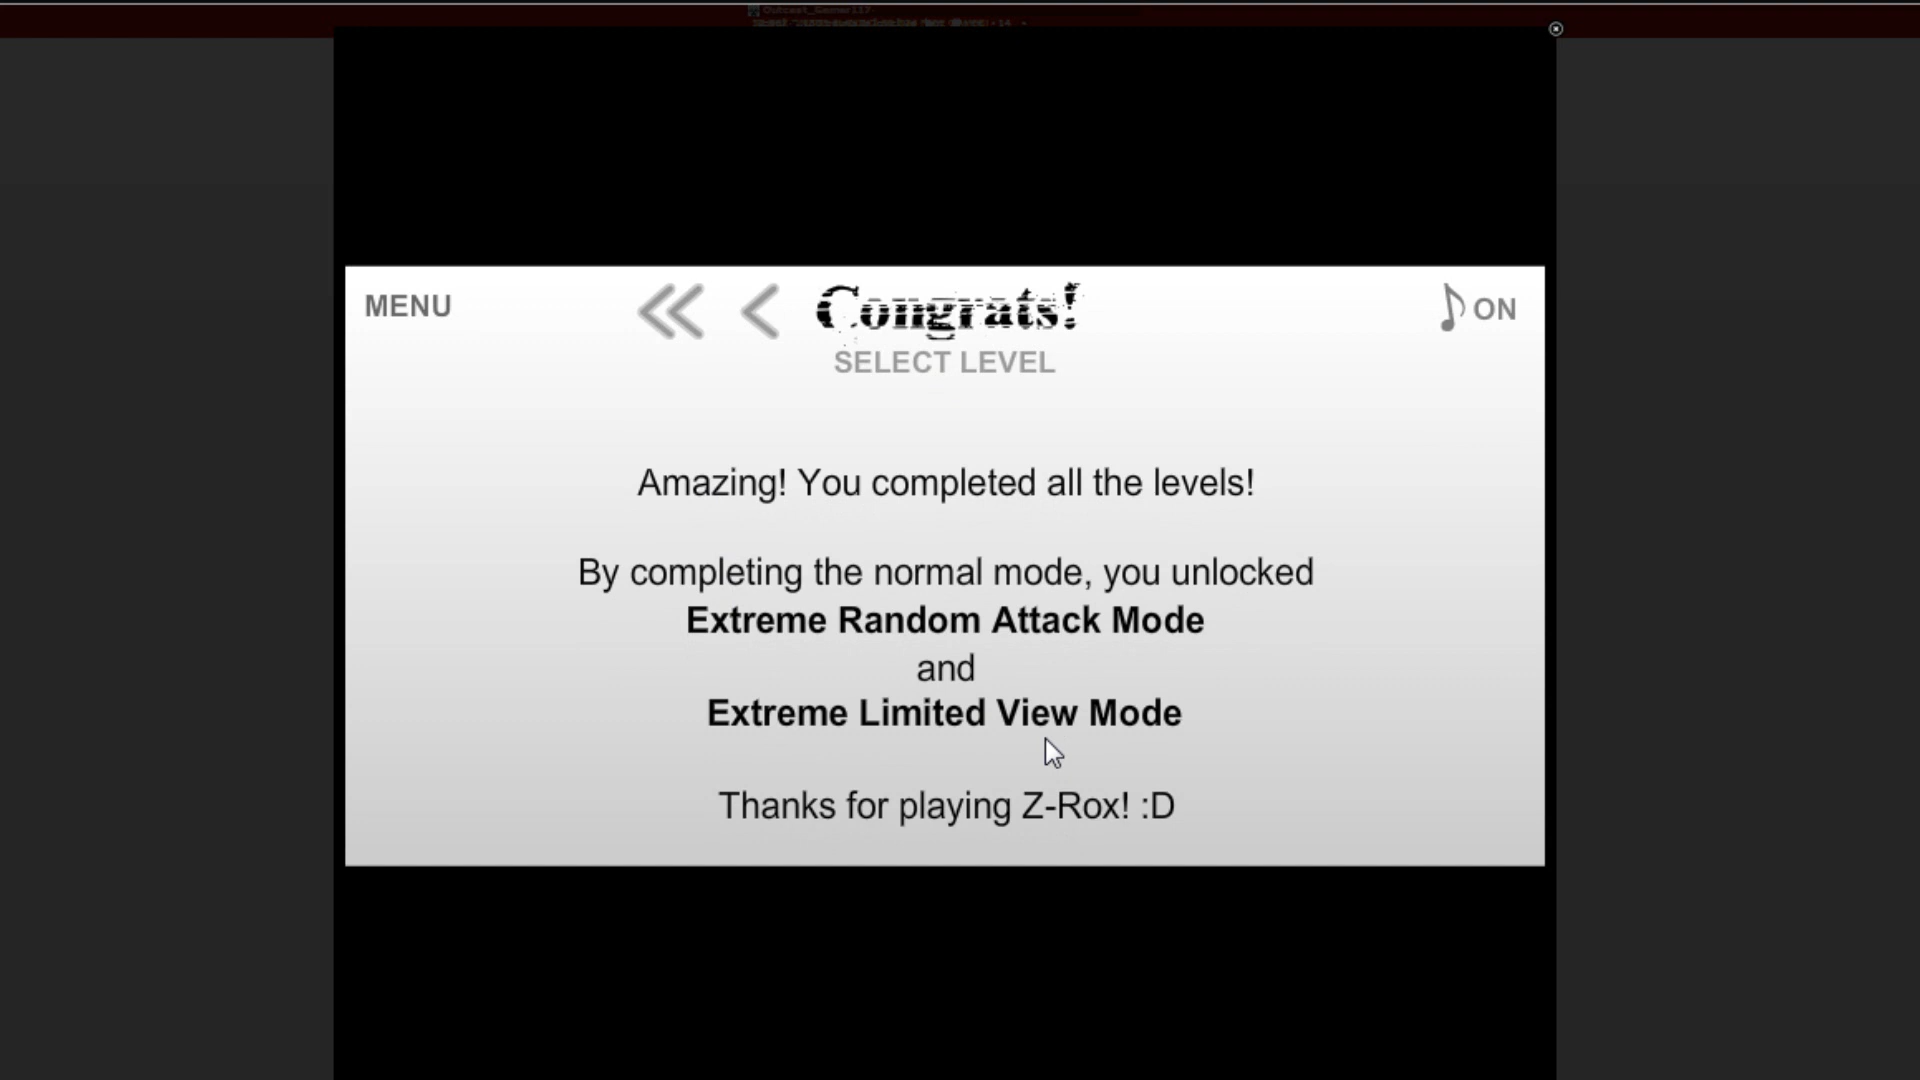 Outcast_Gamer117
MENU
Congrats!
ON
SELECT LEVEL
Amazing! You completed all the levels!
By completing the normal mode, you unlocked
Extreme Random Attack Mode
and
Extreme Limited View Mode
Thanks for playing Z-Rox! :D